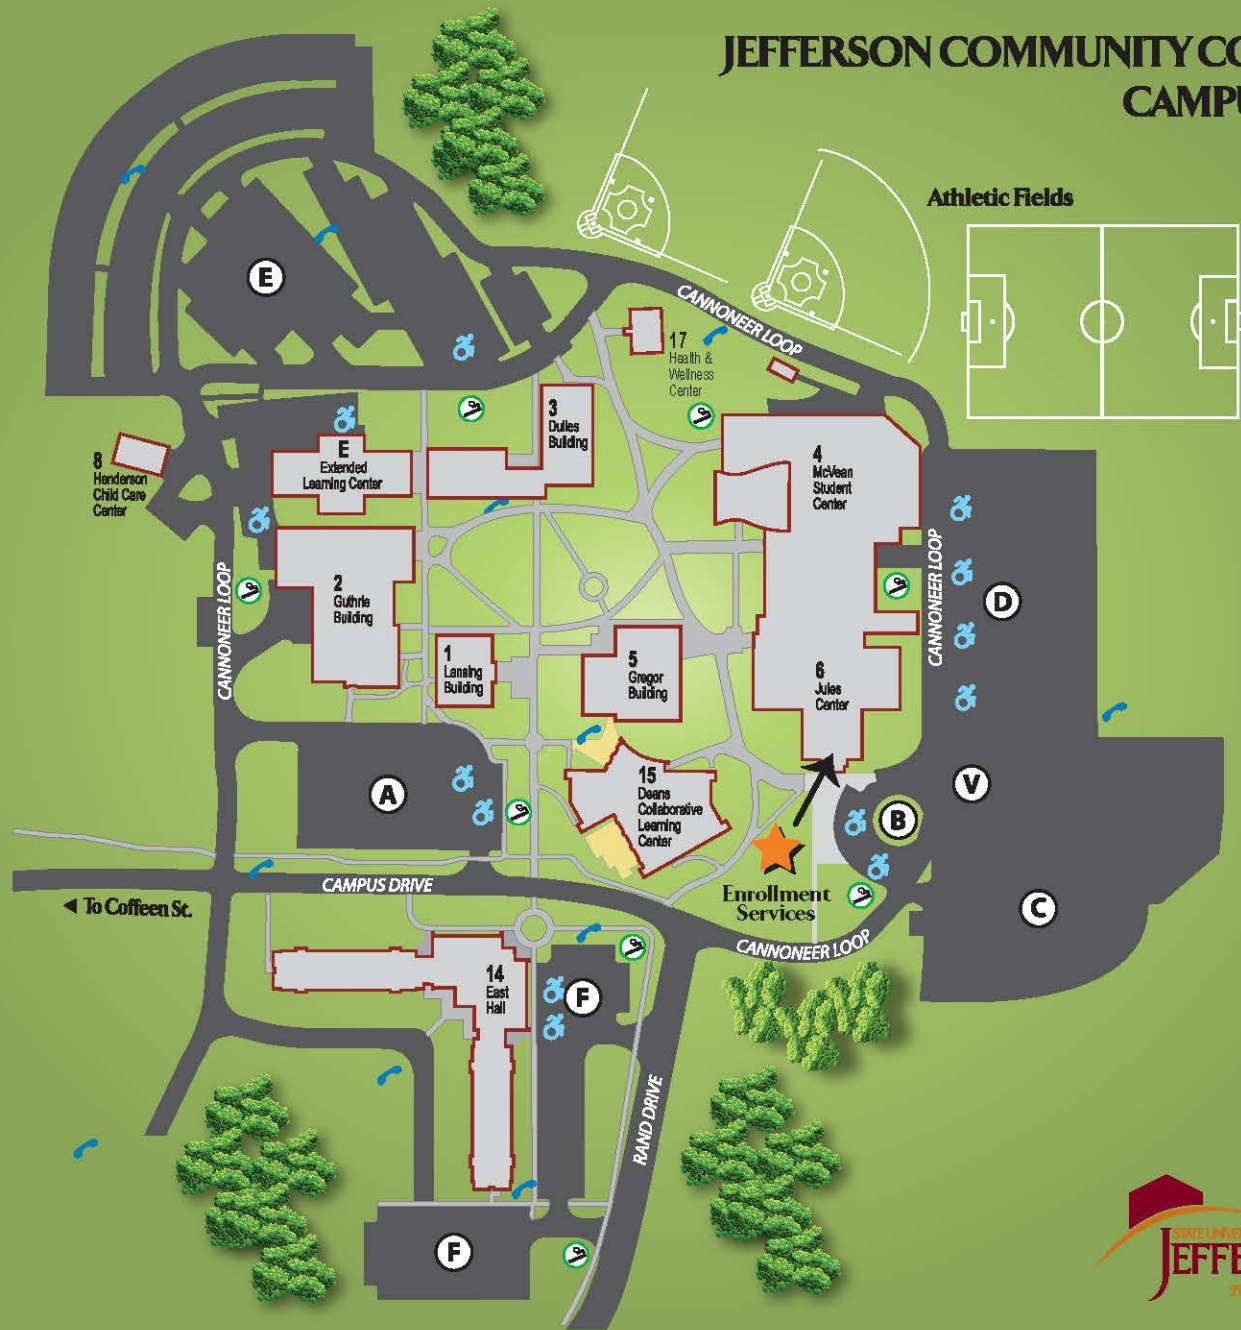 JEFFERSON COMMUNITY CO
CAMPU
Athletic Fields
E
CANNONEER LOOP
17
Health &
Wellness
Center
3
Dulles
Building
4
McVean
Student
Center
8
Henderson
Child Care
Center
E
Extended
Learning Center
2
Guthrie
Building
CANNONEER LOOP
CANNONEER LOOP
D
1
Lansing
Building
5
Gregor
Building
6
Jules
Center
A
15
Deans
Collaborative
Learning
Center
V
B
Enrollment
Services
C
CAMPUS DRIVE
◄ To Coffeen St.
CANNONEER LOOP
14
East
Hall
F
RAND DRIVE
F
STATE UNIVE
JEFFE